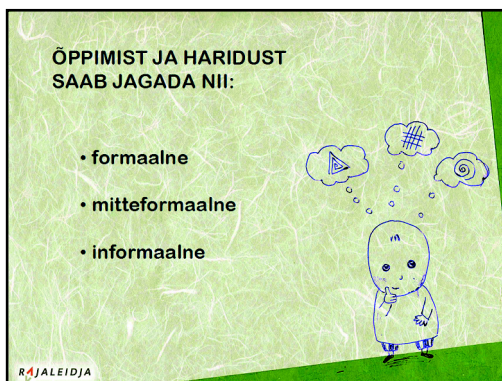 ÕPPIMIST JA HARIDUST
SAAB JAGADA NII:
• formaalne
• mitteformaalne
• informaalne
RAJALEIDJA